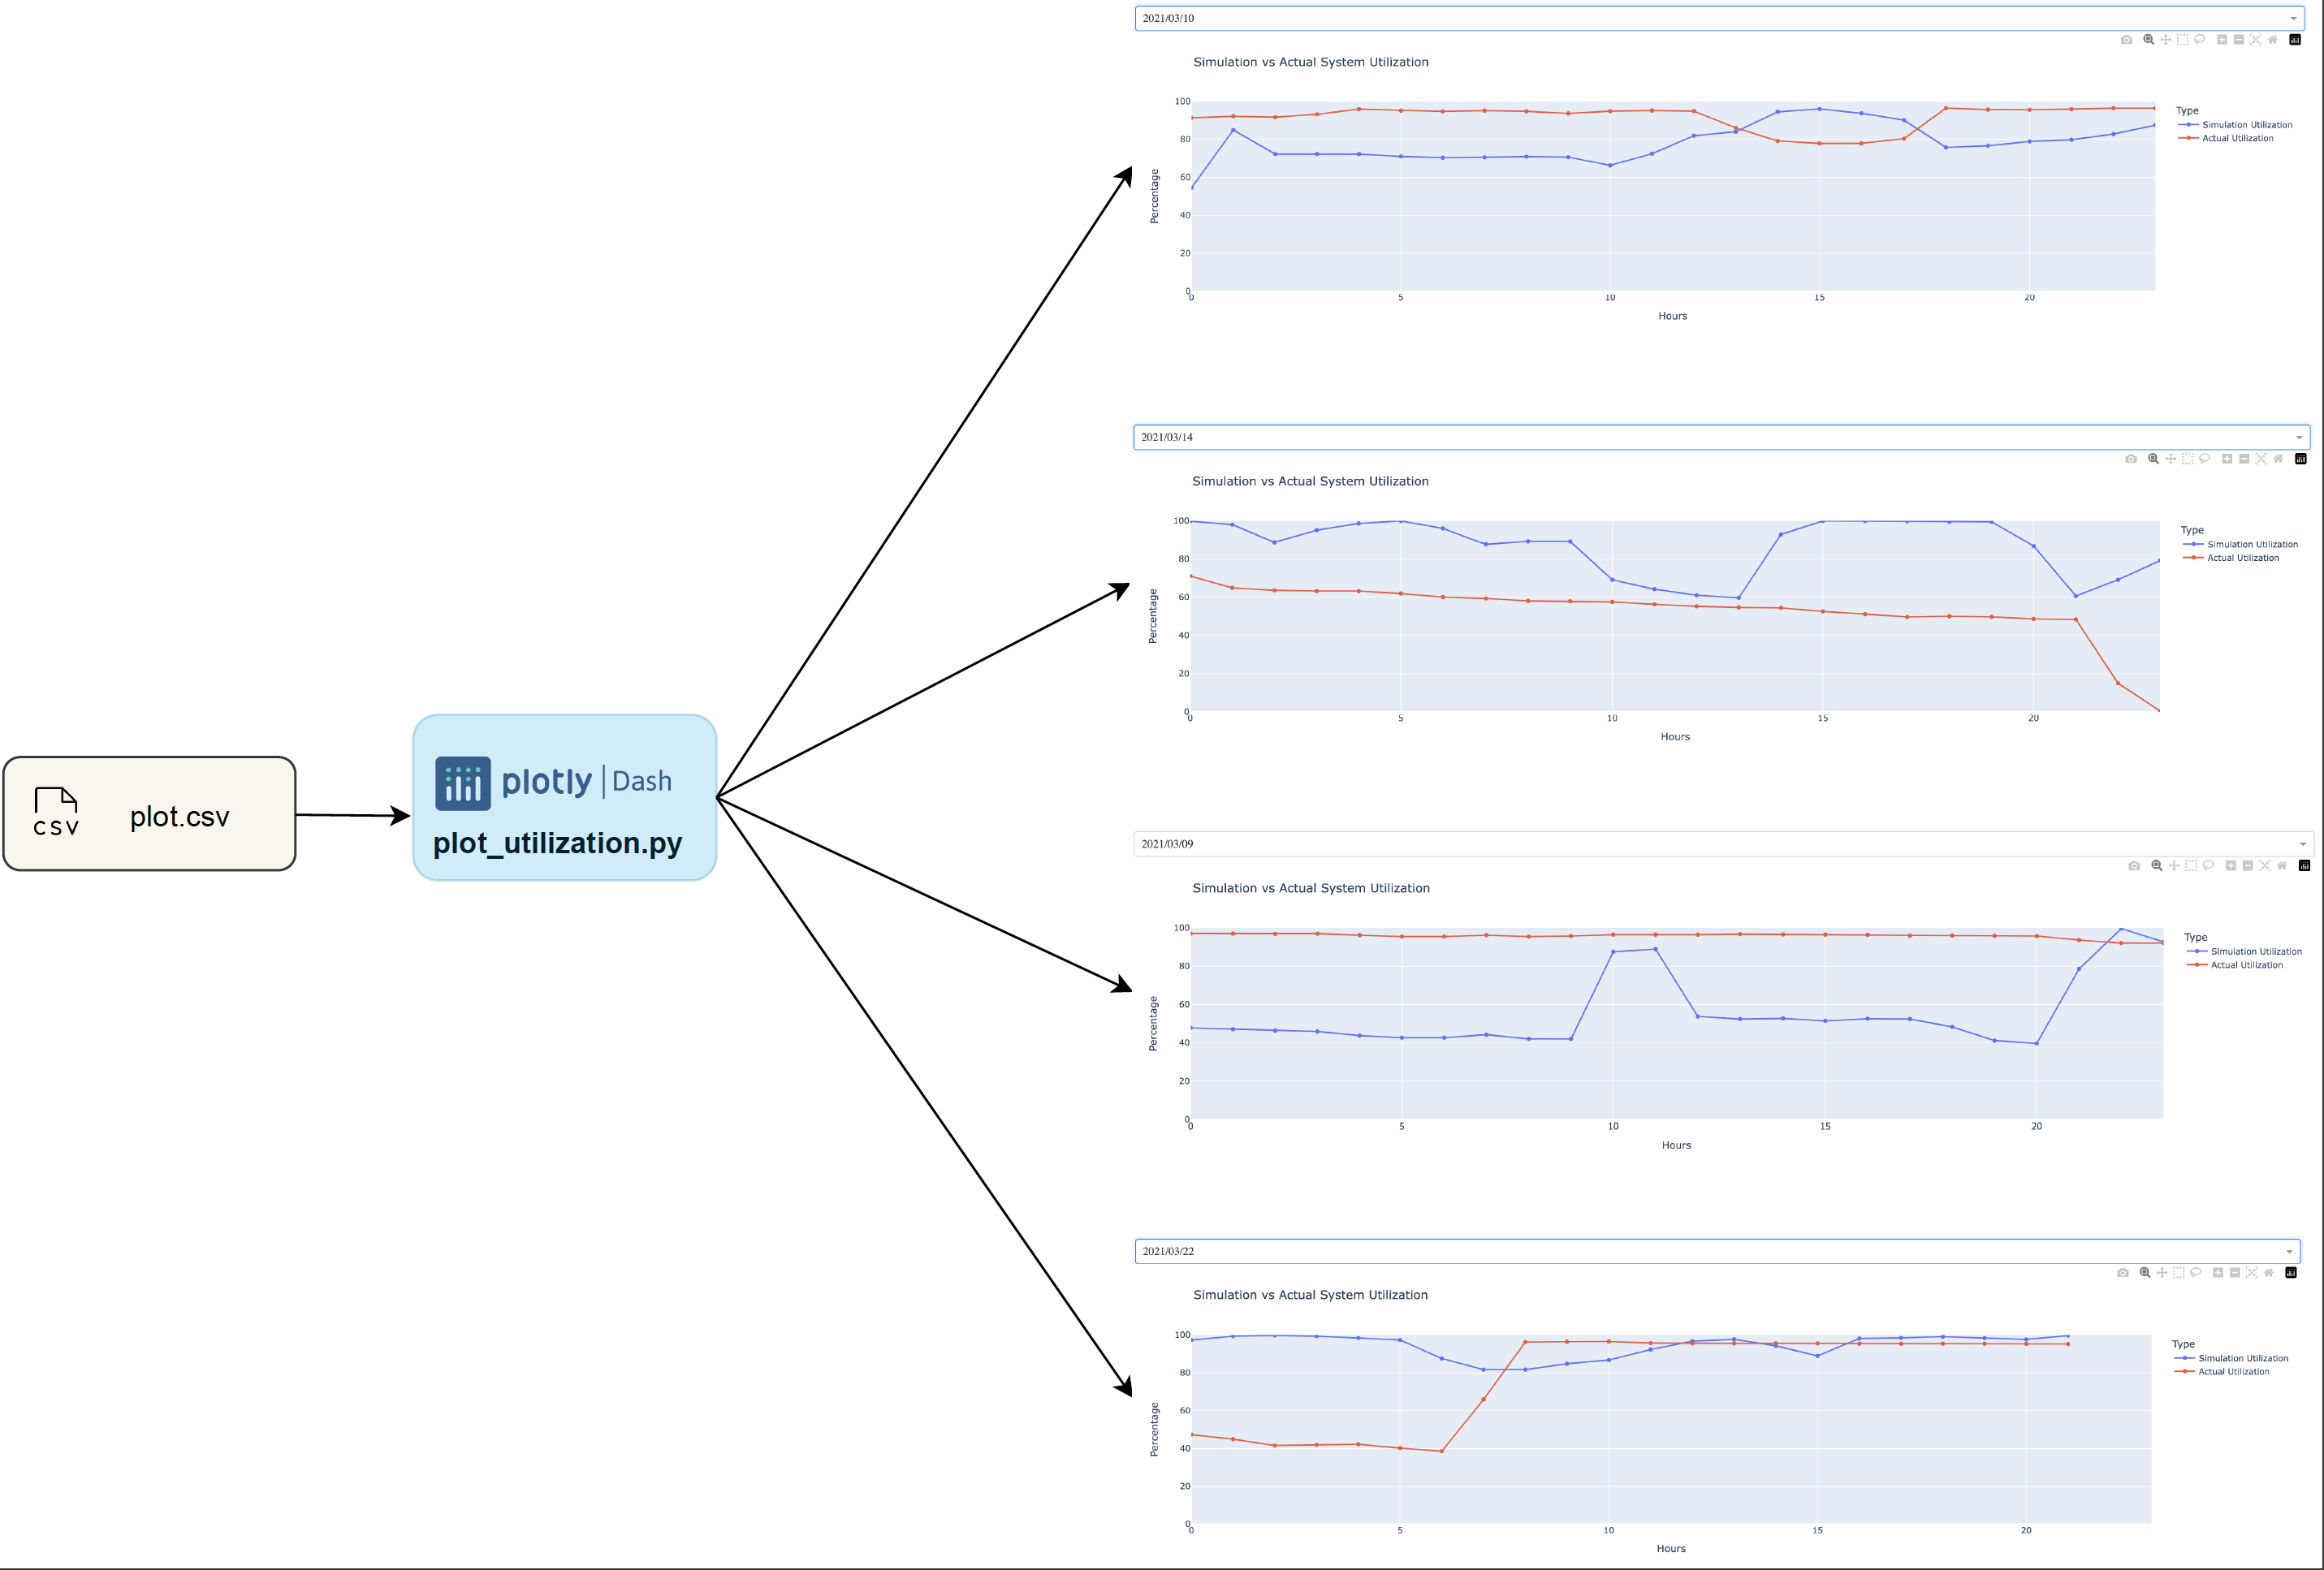 CSV
plot.csv
plotly | Dash
plot_utilization.py
2021/03/10
Simulation vs Actual System Utilization
100
80
60
40
20
0
Percentage
0 5 10 15 20
Hours
Type
Simulation Utilization
Actual Utilization
2021/03/14
Simulation vs Actual System Utilization
100
80
60
40
20
0
Percentage
0 5 10 15 20
Hours
Type
Simulation Utilization
Actual Utilization
2021/03/09
Simulation vs Actual System Utilization
100
80
60
40
20
0
Percentage
0 5 10 15 20
Hours
Type
Simulation Utilization
Actual Utilization
2021/03/22
Simulation vs Actual System Utilization
100
80
60
40
20
0
Percentage
0 5 10 15 20
Hours
Type
Simulation Utilization
Actual Utilization